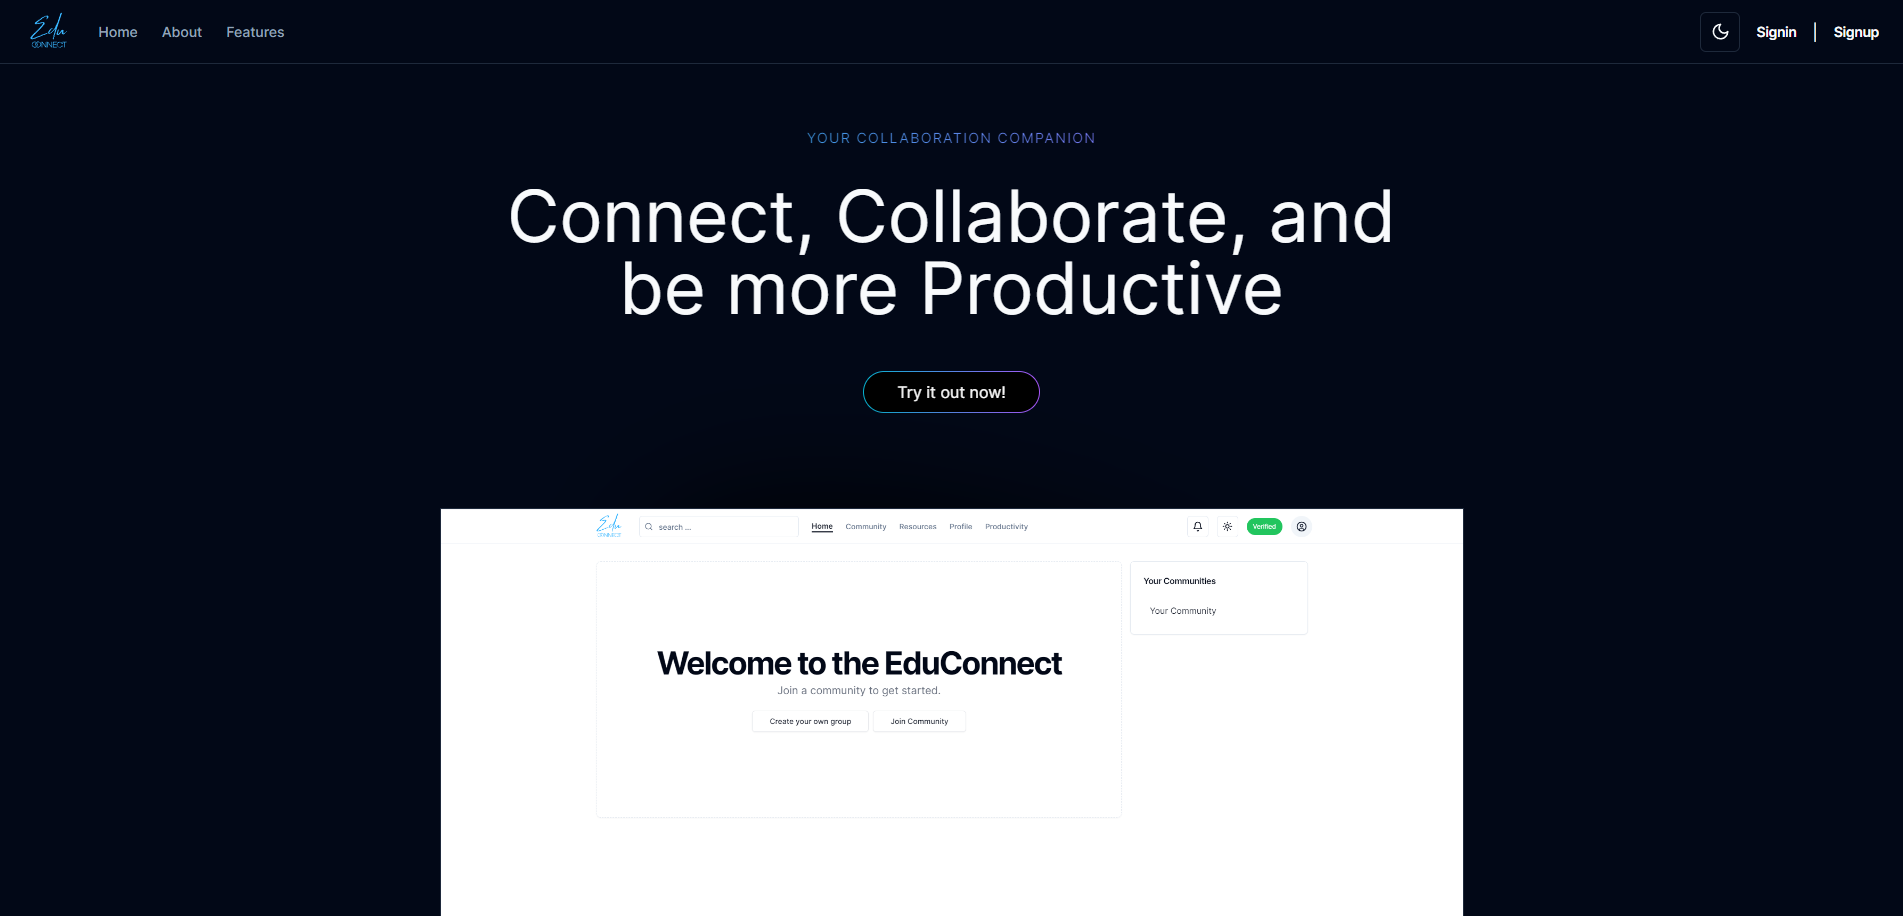 Edu
CONNECT
Home About Features
Signin | Signup
YOUR COLLABORATION COMPANION
Connect, Collaborate, and
be more Productive
Try it out now!
Edu
CONNECT
search ...
Home Community Resources Profile Productivity
Verified
Your Communities
Your Community
Welcome to the EduConnect
Join a community to get started.
Create your own group Join Community